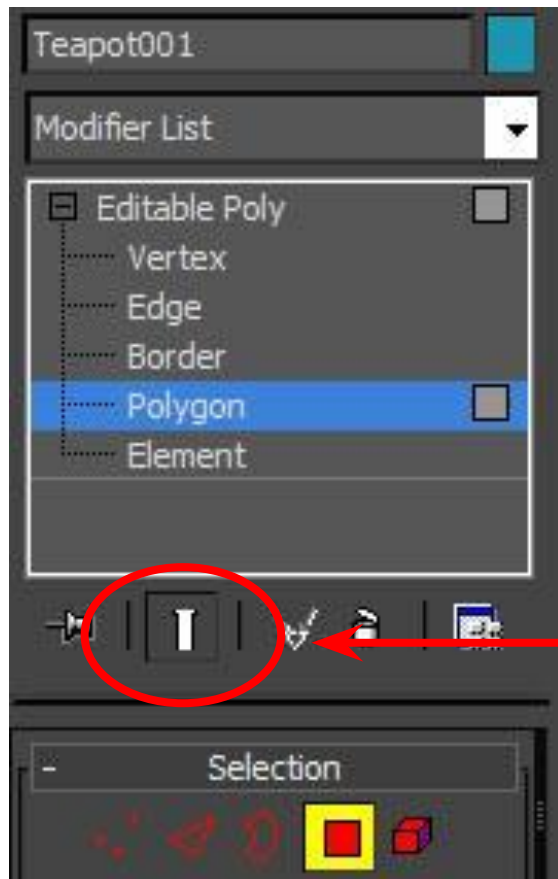 Teapot001
Modifier List
Editable Poly
Vertex
Edge
Border
Polygon
Element
- Selection